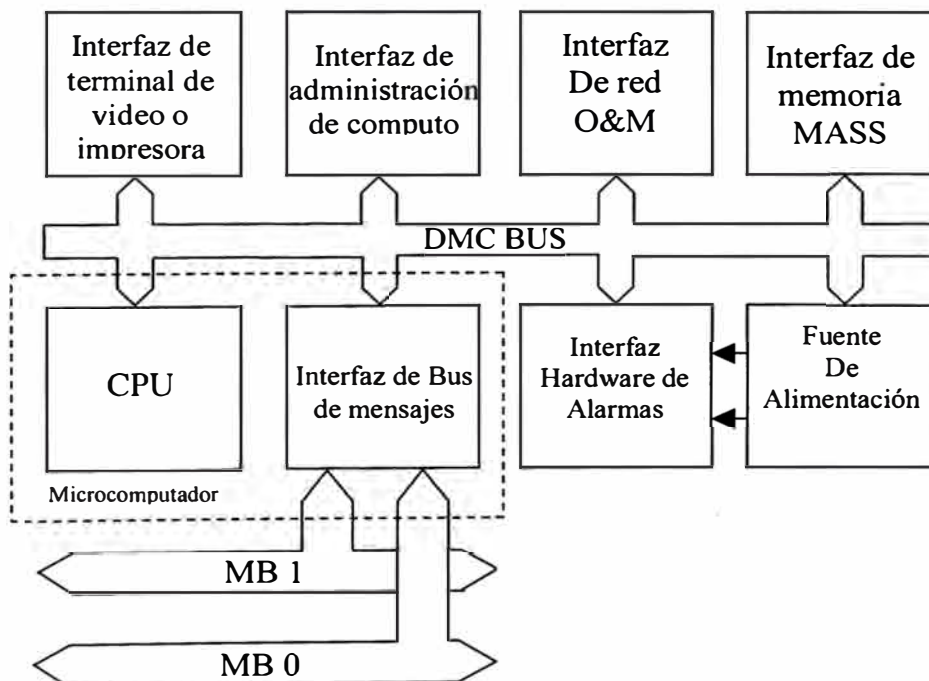 Interfaz de
terminal de
video o
impresora
Interfaz de
administración
de computo
Interfaz
De red
O&M
Interfaz de
memoria
MASS
DMC BUS
CPU
Interfaz de Bus
de mensajes
Interfaz
Hardware de
Alarmas
Fuente
De
Alimentación
Microcomputador
MB 1
MB 0